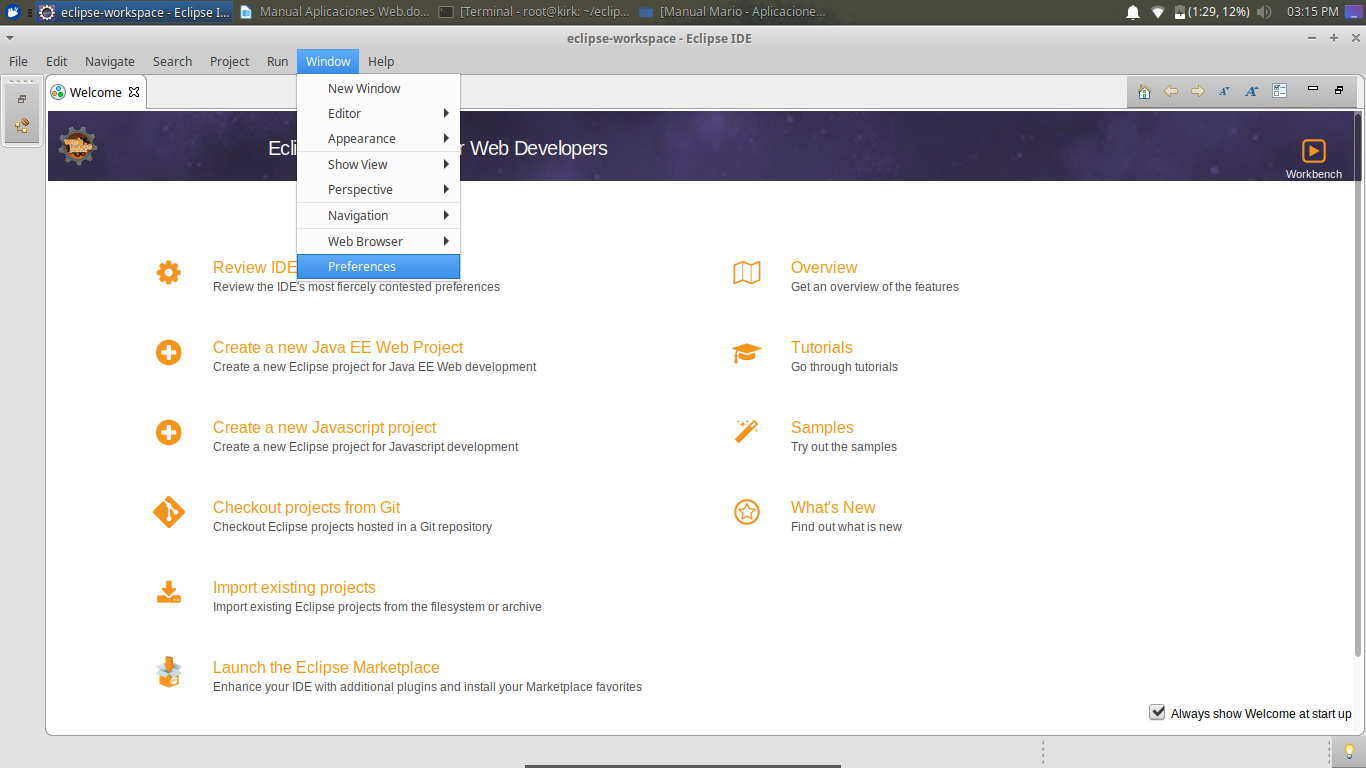 eclipse-workspace - Eclipse I...
Manual Aplicaciones Web.do...
[Terminal - root@kirk: ~/eclip...
[Manual Mario - Aplicacione...
(1:29, 12%)
03:15 PM
eclipse-workspace - Eclipse IDE
File Edit Navigate Search Project Run Window Help
Welcome
New Window
Editor
Appearance
Show View
Perspective
Navigation
Web Browser
Preferences
Ecli
r Web Developers
Workbench
Review IDE
Review the IDE's most fiercely contested preferences
Overview
Get an overview of the features
Create a new Java EE Web Project
Create a new Eclipse project for Java EE Web development
Tutorials
Go through tutorials
Create a new Javascript project
Create a new Eclipse project for Javascript development
Samples
Try out the samples
Checkout projects from Git
Checkout Eclipse projects hosted in a Git repository
What's New
Find out what is new
Import existing projects
Import existing Eclipse projects from the filesystem or archive
Launch the Eclipse Marketplace
Enhance your IDE with additional plugins and install your Marketplace favorites
Always show Welcome at start up